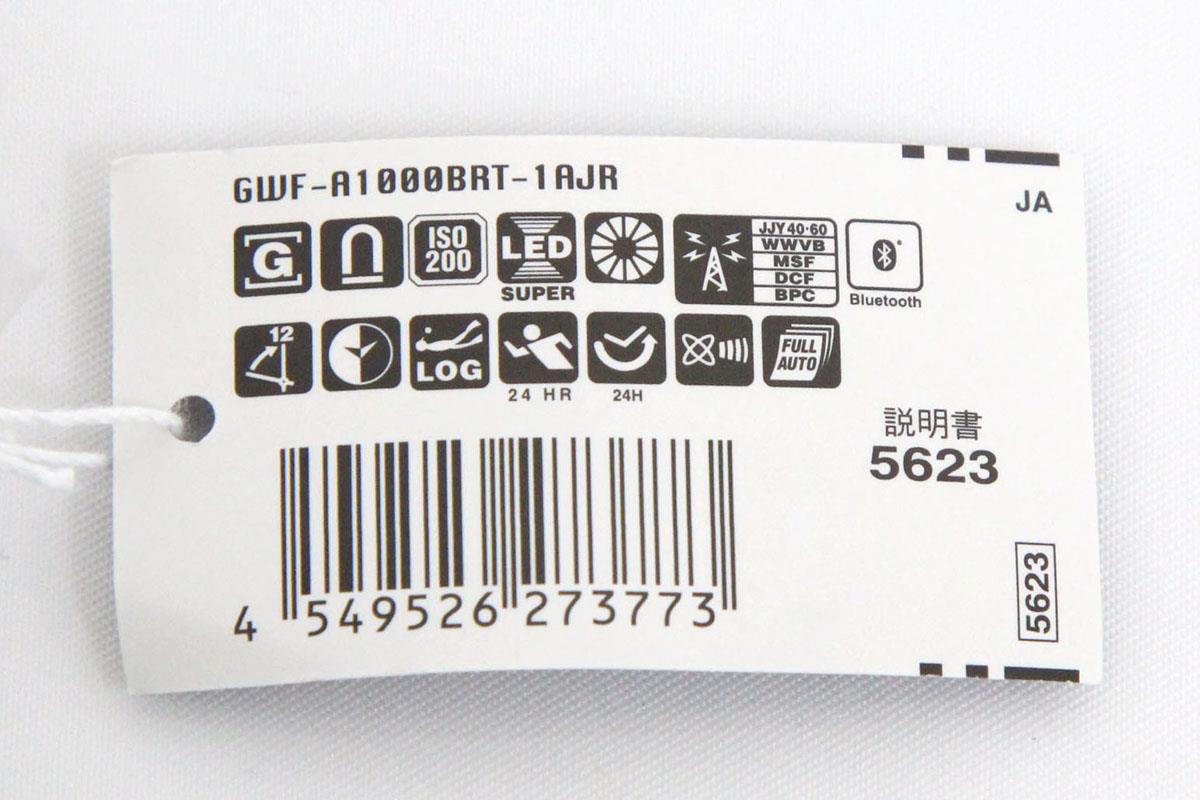 GWF-A1000BRT-1AJR
JA
G
ISO
200
LED
SUPER
JJY40·60
WWVB
MSF
DCF
BPC
Bluetooth
12
LOG
24 HR
24H
FULL
AUTO
説明書
5623
4 549526 273773
5623